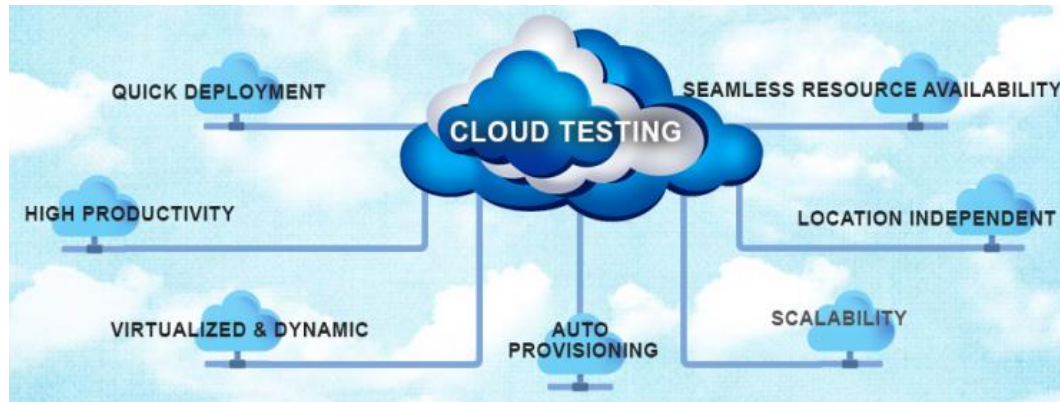 CLOUD TESTING
QUICK DEPLOYMENT
SEAMLESS RESOURCE AVAILABILITY
HIGH PRODUCTIVITY
LOCATION INDEPENDENT
VIRTUALIZED & DYNAMIC
AUTO
PROVISIONING
SCALABILITY